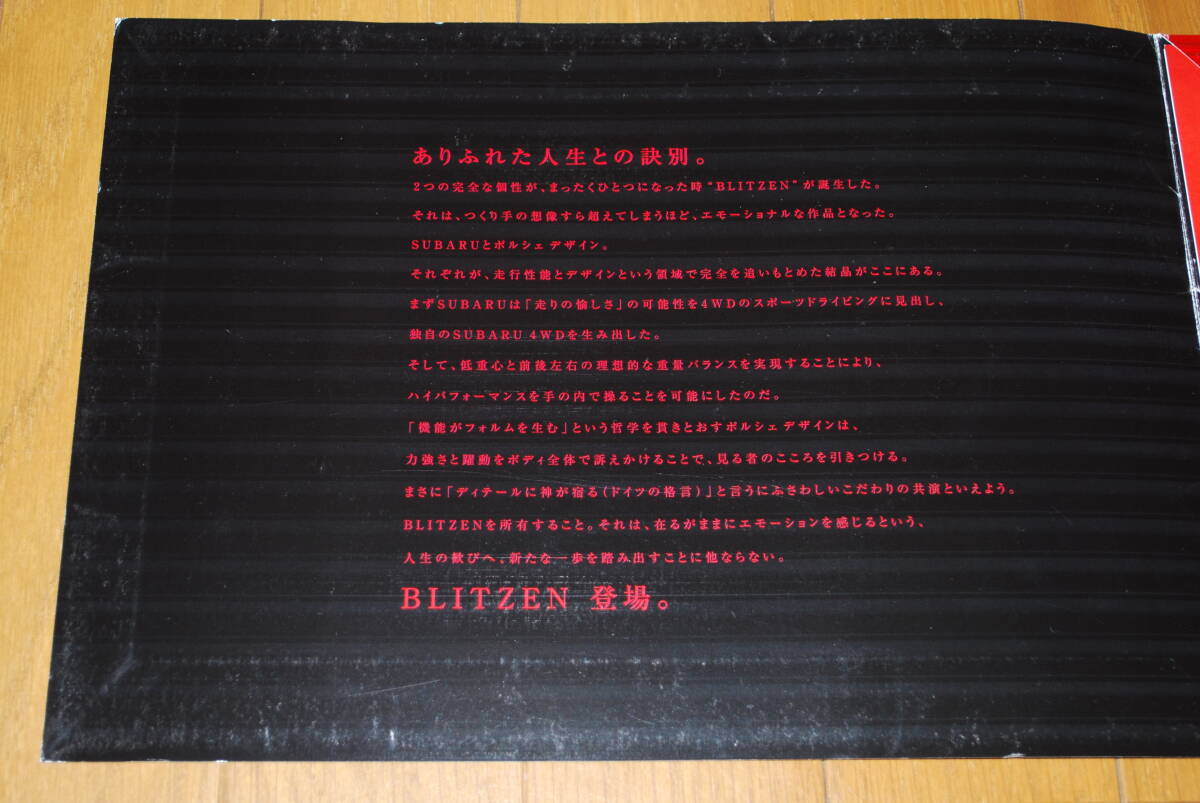 ありふれた人生との訣別。
2つの完全な個性が、まったくひとつになった時“BLITZEN”が誕生した。
それは、つくり手の想像すら超えてしまうほど、エモーショナルな作品となった。
SUBARUとポルシェ デザイン。
それぞれが、走行性能とデザインという領域で完全を追いもとめた結晶がここにある。
まずSUBARUは「走りの愉しさ」の可能性を4WDのスポーツドライビングに見出し、
独自のSUBARU 4WDを生み出した。
そして、低重心と前後左右の理想的な重量バランスを実現することにより、
ハイパフォーマンスを手の内で操ることを可能にしたのだ。
「機能がフォルムを生む」という哲学を貫きとおすポルシェ デザインは、
力強さと躍動をボディ全体で訴えかけることで、見る者のこころを引きつける。
まさに「ディテールに神が宿る(ドイツの格言)」と言うにふさわしいこだわりの共演といえよう。
BLITZENを所有すること。それは、在るがままにエモーションを感じるという、
人生の歓びへ、新たな一歩を踏み出すことに他ならない。
BLITZEN 登場。